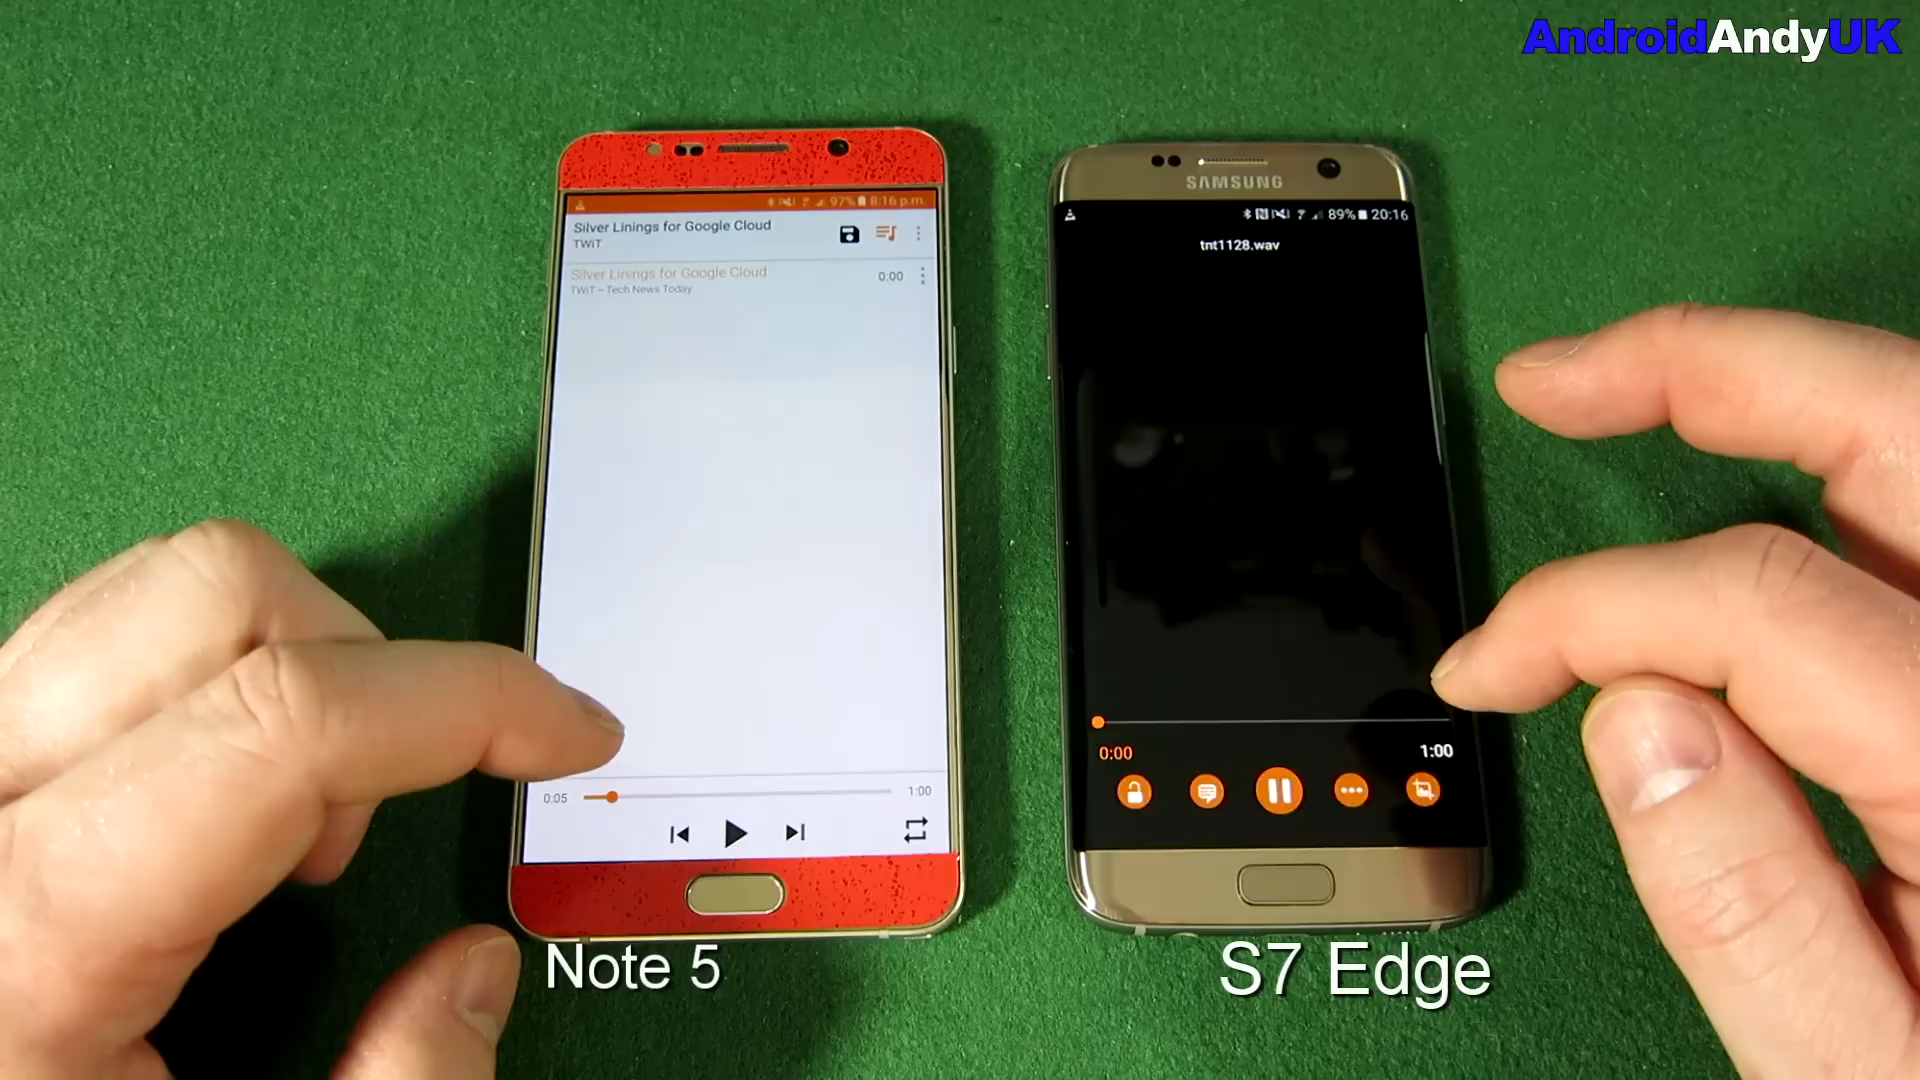 AndroidAndyUK
97% 8:16 p.m.
Silver Linings for Google Cloud
TWiT
Silver Linings for Google Cloud
0:00
TWiT – Tech News Today
0:05
1:00
SAMSUNG
89% 20:16
tnt1128.wav
0:00
1:00
Note 5
S7 Edge